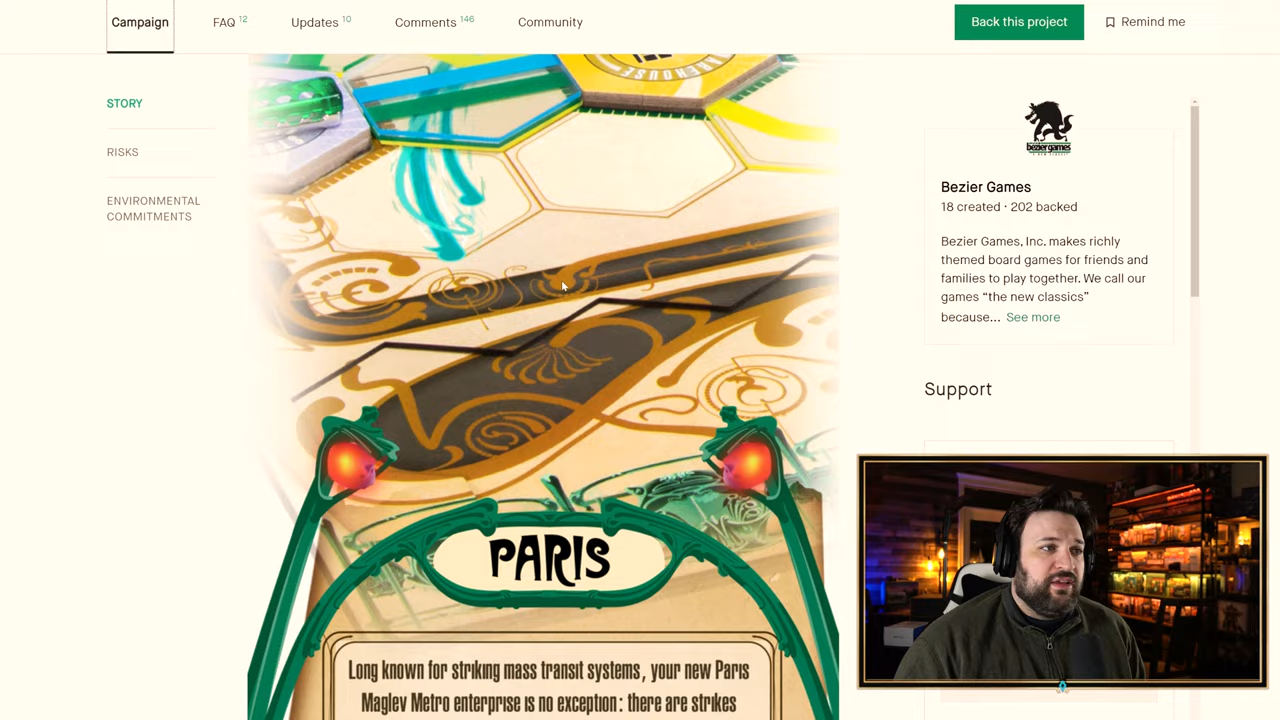 Campaign
FAQ 12
Updates 10
Comments 146
Community
Back this project
Remind me
STORY
RISKS
ENVIRONMENTAL
COMMITMENTS
bezier games
Bezier Games
18 created · 202 backed
Bezier Games, Inc. makes richly
themed board games for friends and
families to play together. We call our
games “the new classics”
because... See more
Support
PARIS
Long known for striking mass transit systems, your new Paris
Maglev Metro enterprise is no exception: there are strikes